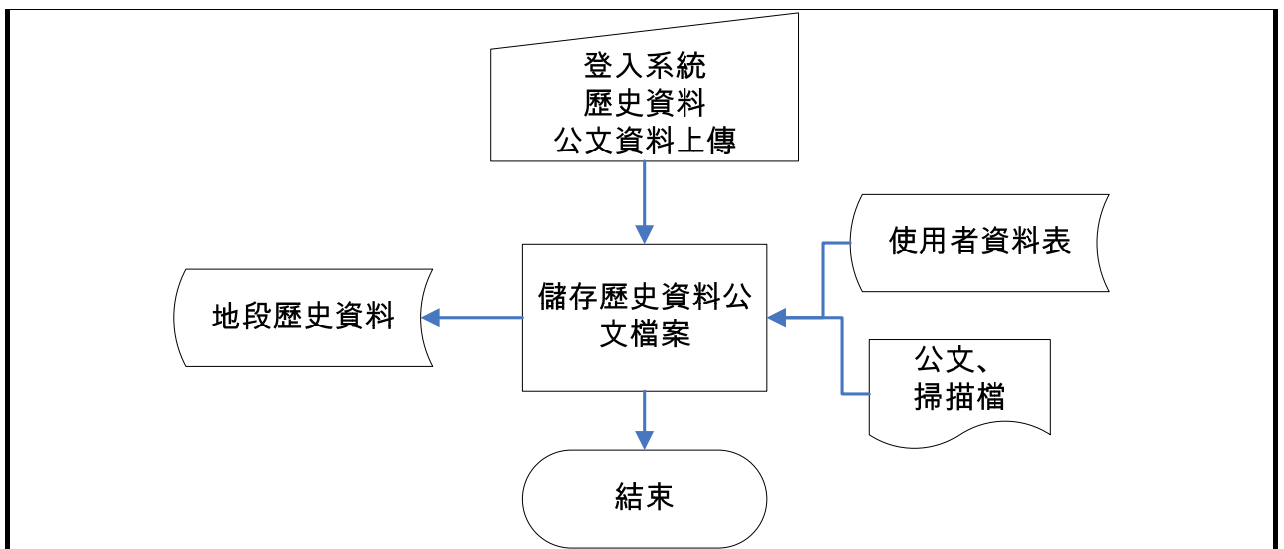 登入系統
歷史資料
公文資料上傳
使用者資料表
儲存歷史資料公
文檔案
地段歷史資料
公文、
掃描檔
結束